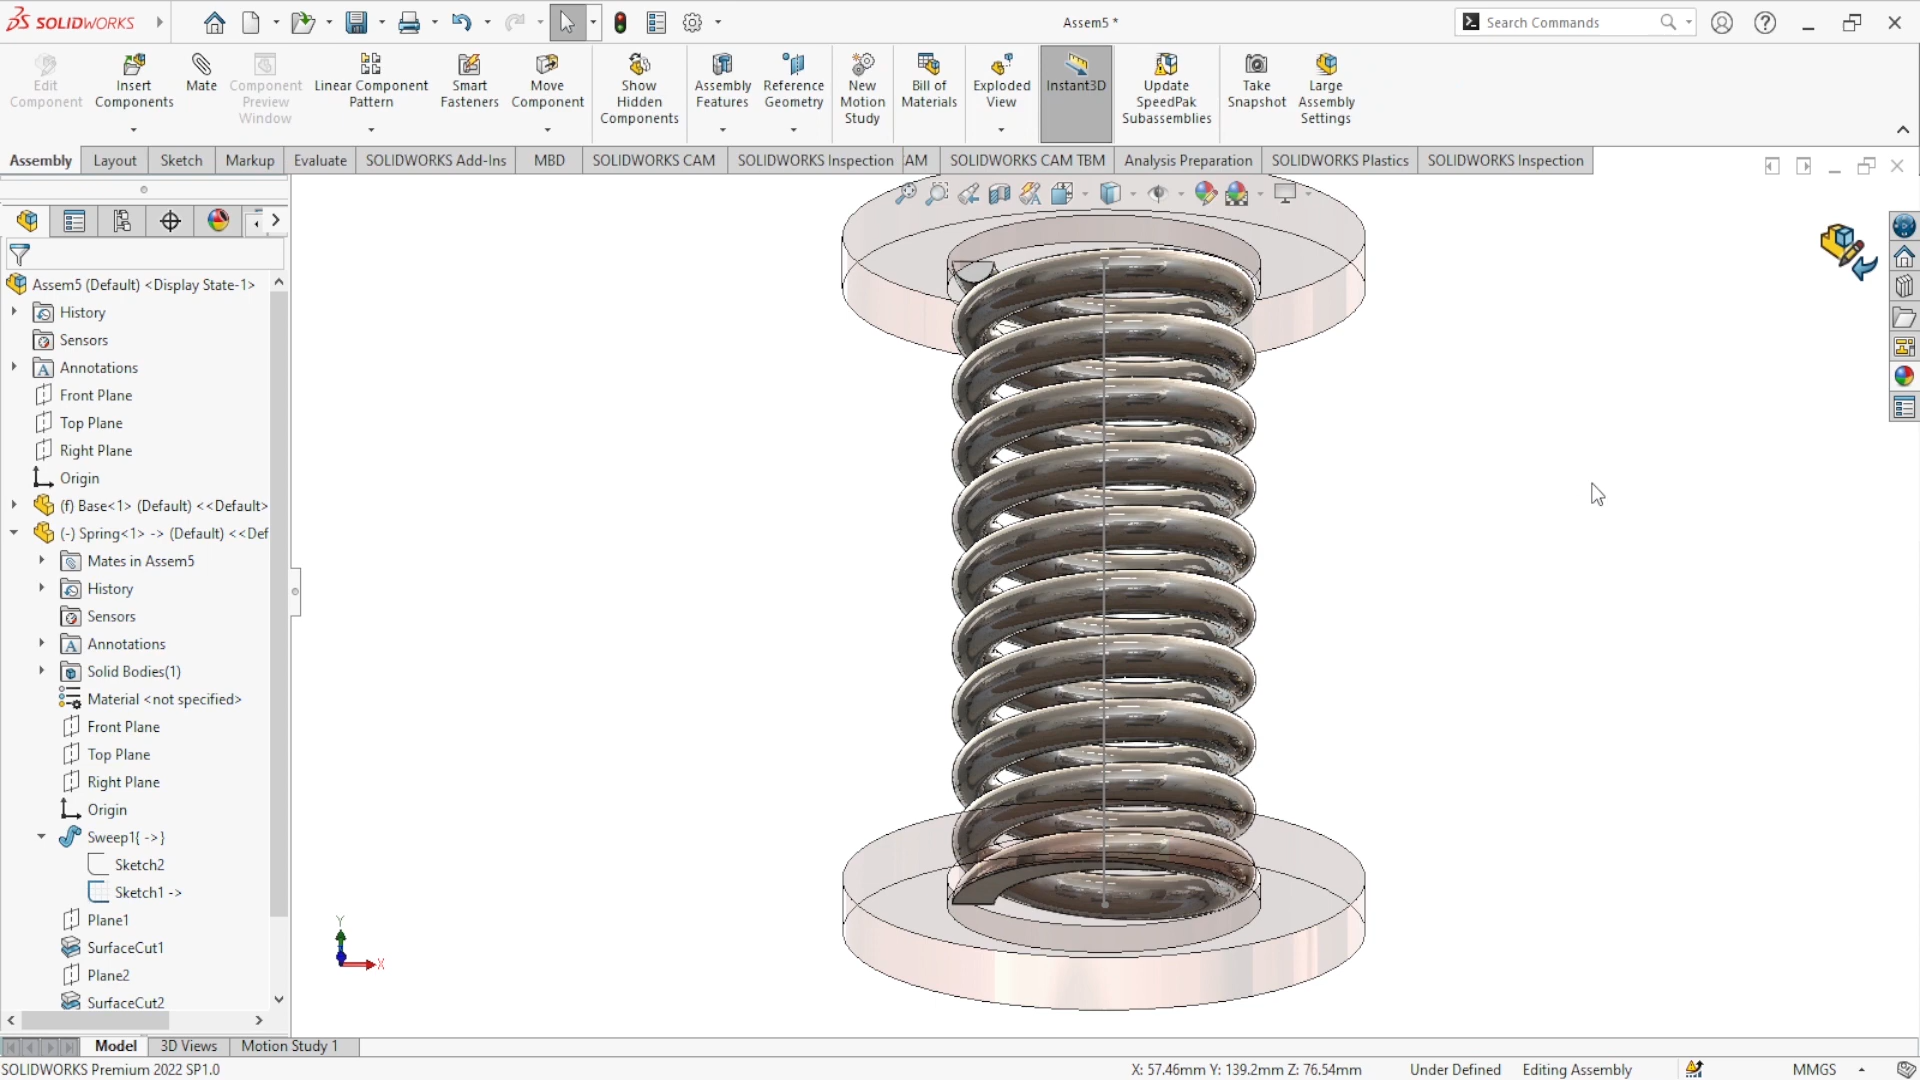 SOLIDWORKS
Assem5 *
Search Commands
Edit Component
Insert Components
Mate
Component Preview Window
Linear Component Pattern
Smart Fasteners
Move Component
Show Hidden Components
Assembly Features
Reference Geometry
New Motion Study
Bill of Materials
Exploded View
Instant3D
Update SpeedPak Subassemblies
Take Snapshot
Large Assembly Settings
Assembly
Layout
Sketch
Markup
Evaluate
SOLIDWORKS Add-Ins
MBD
SOLIDWORKS CAM
SOLIDWORKS Inspection
AM
SOLIDWORKS CAM TBM
Analysis Preparation
SOLIDWORKS Plastics
SOLIDWORKS Inspection
Assem5 (Default) <Display State-1>
History
Sensors
Annotations
Front Plane
Top Plane
Right Plane
Origin
(f) Base<1> (Default) <<Default>
(-) Spring<1> -> (Default) <<Def
Mates in Assem5
History
Sensors
Annotations
Solid Bodies(1)
Material <not specified>
Front Plane
Top Plane
Right Plane
Origin
Sweep1{ ->}
Sketch2
Sketch1 ->
Plane1
SurfaceCut1
Plane2
SurfaceCut2
Y
X
Model
3D Views
Motion Study 1
SOLIDWORKS Premium 2022 SP1.0
X: 57.46mm Y: 139.2mm Z: 76.54mm
Under Defined
Editing Assembly
MMGS